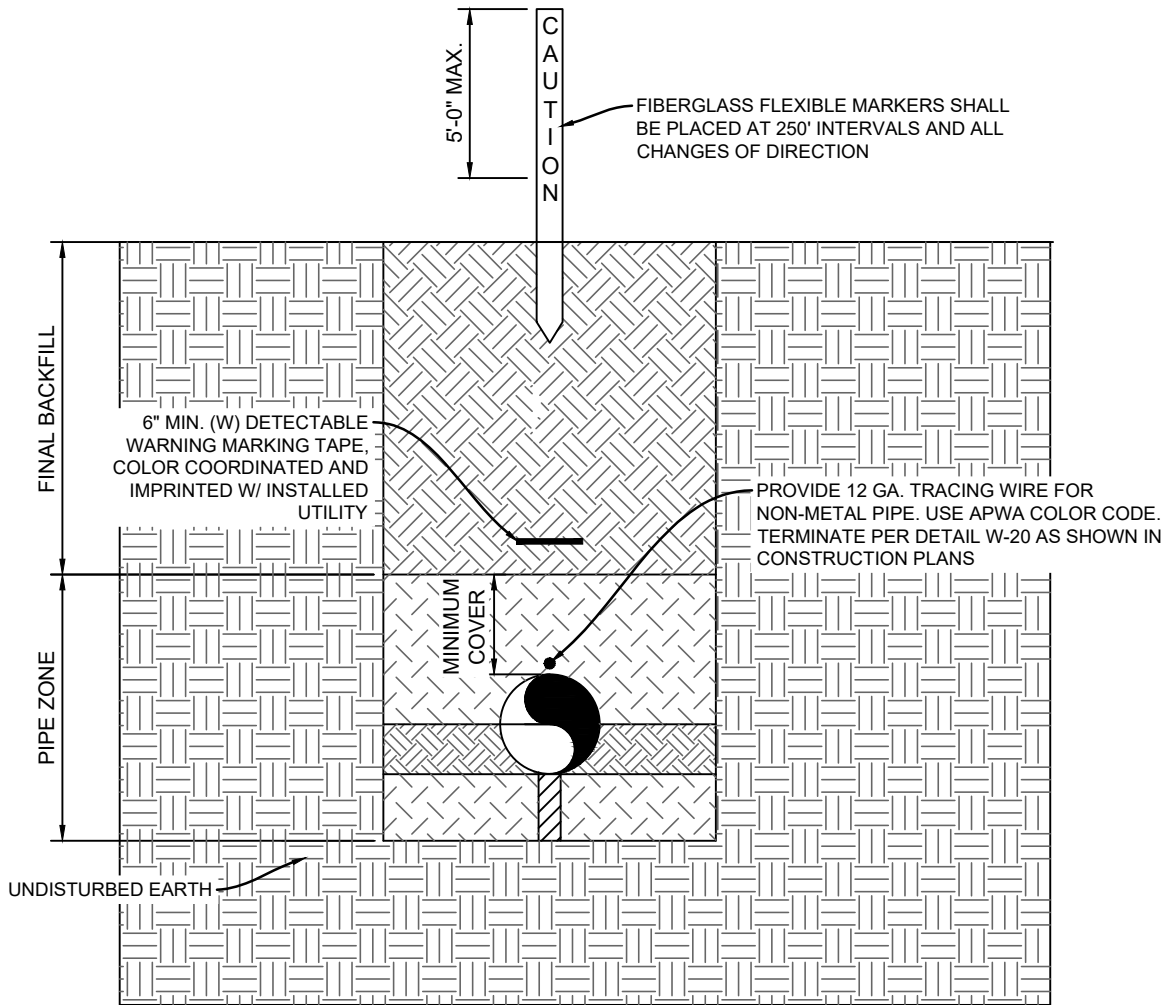 CAUTION
5'-0" MAX.
FIBERGLASS FLEXIBLE MARKERS SHALL
BE PLACED AT 250' INTERVALS AND ALL
CHANGES OF DIRECTION
FINAL BACKFILL
6" MIN. (W) DETECTABLE
WARNING MARKING TAPE,
COLOR COORDINATED AND
IMPRINTED W/ INSTALLED
UTILITY
PROVIDE 12 GA. TRACING WIRE FOR
NON-METAL PIPE. USE APWA COLOR CODE.
TERMINATE PER DETAIL W-20 AS SHOWN IN
CONSTRUCTION PLANS
MINIMUM
COVER
PIPE ZONE
UNDISTURBED EARTH